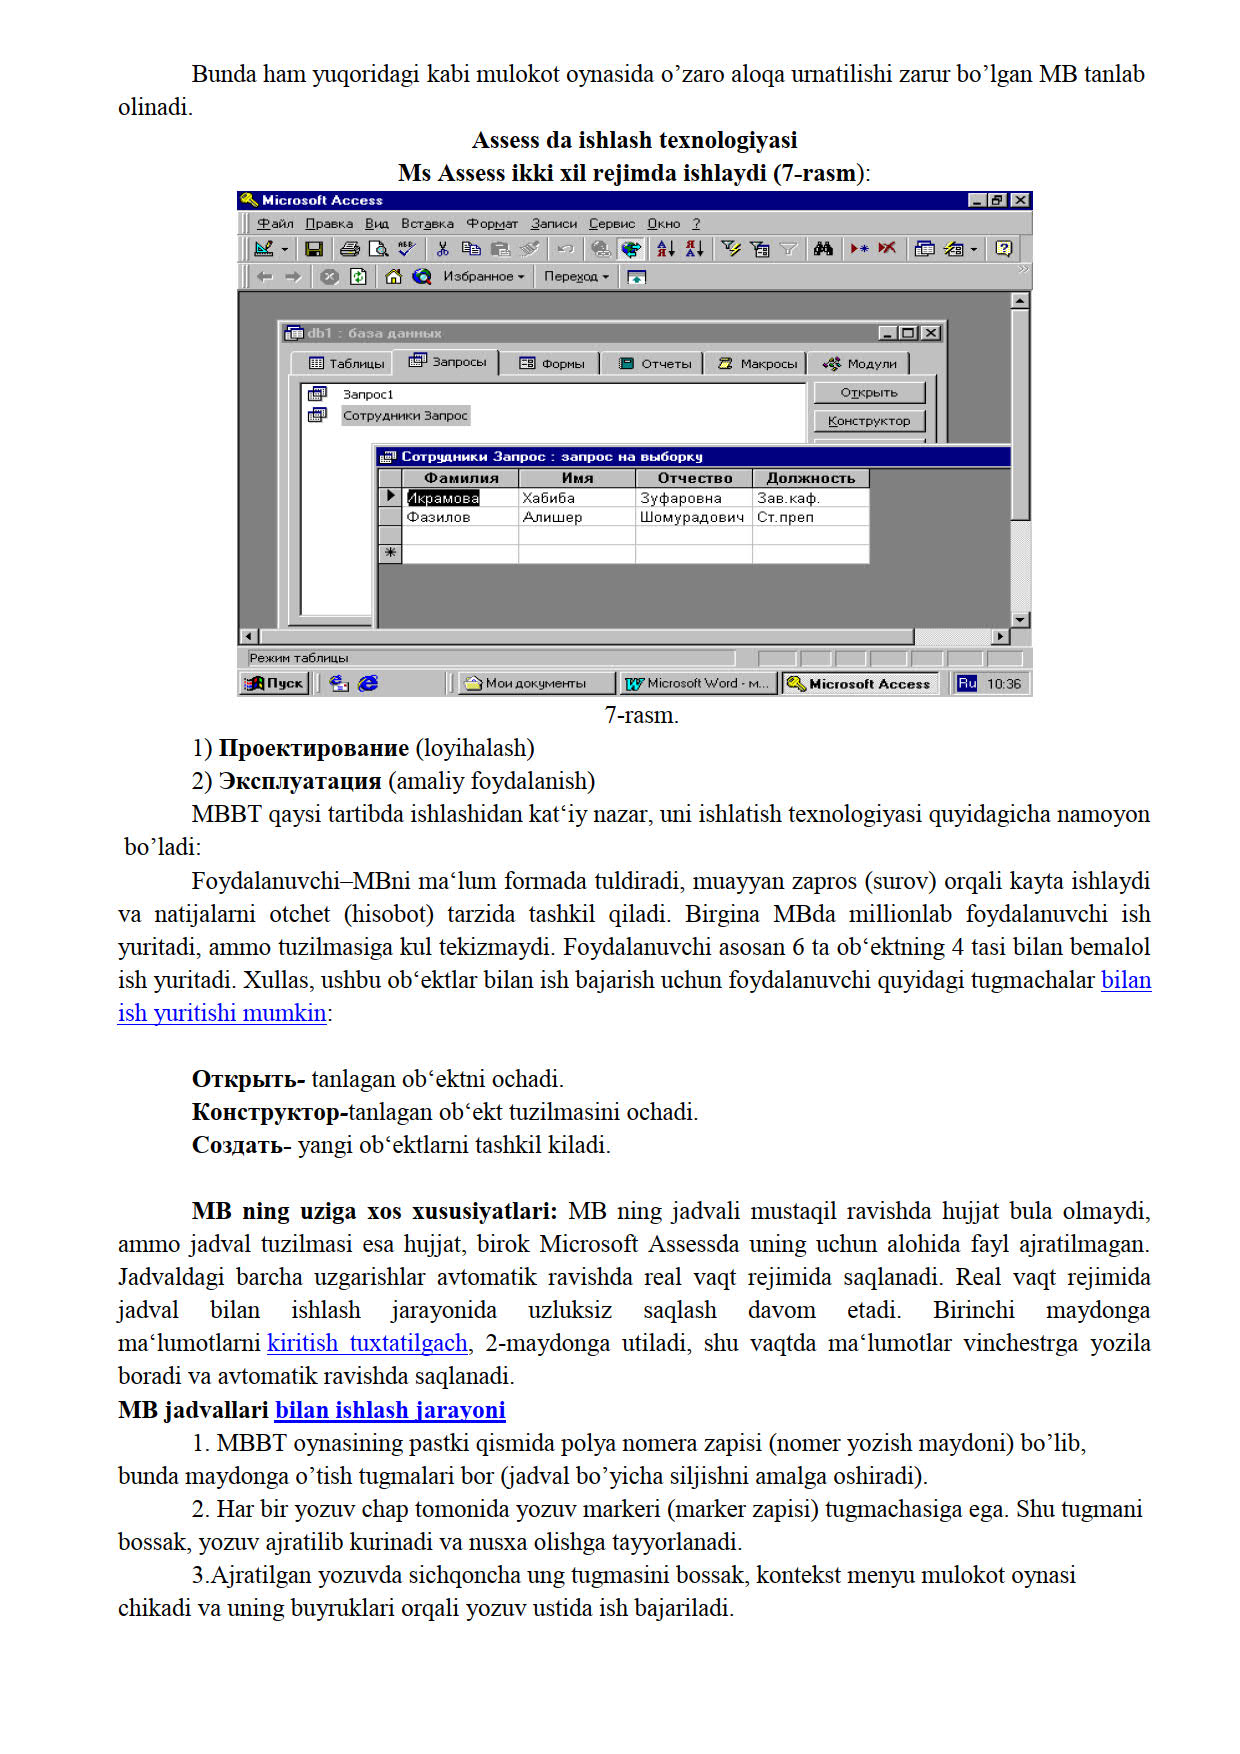 Bunda ham yuqoridagi kabi mulokot oynasida o’zaro aloqa urnatilishi zarur bo’lgan MB tanlab
olinadi.
Assess da ishlash texnologiyasi
Ms Assess ikki xil rejimda ishlaydi (7-rasm):
Microsoft Access
Файл Правка Вид Вставка Формат Записи Сервис Окно ?
Избранное Переход
db1 : база данных
Таблицы Запросы Формы Отчеты Макросы Модули
Запрос1 Открыть
Сотрудники Запрос Конструктор
Сотрудники Запрос : запрос на выборку
Фамилия Имя Отчество Должность
Икрамова Хабиба Зуфаровна Зав.каф.
Фазилов Алишер Шомурадович Ст.преп
Режим таблицы
Пуск Мои документы Microsoft Word - м... Microsoft Access Ru 10:36
7-rasm.
1) Проектирование (loyihalash)
2) Эксплуатация (amaliy foydalanish)
MBBT qaysi tartibda ishlashidan kat‘iy nazar, uni ishlatish texnologiyasi quyidagicha namoyon
bo’ladi:
Foydalanuvchi–MBni ma‘lum formada tuldiradi, muayyan zapros (surov) orqali kayta ishlaydi
va natijalarni otchet (hisobot) tarzida tashkil qiladi. Birgina MBda millionlab foydalanuvchi ish
yuritadi, ammo tuzilmasiga kul tekizmaydi. Foydalanuvchi asosan 6 ta ob‘ektning 4 tasi bilan bemalol
ish yuritadi. Xullas, ushbu ob‘ektlar bilan ish bajarish uchun foydalanuvchi quyidagi tugmachalar bilan
ish yuritishi mumkin:
Открыть- tanlagan ob‘ektni ochadi.
Конструктор-tanlagan ob‘ekt tuzilmasini ochadi.
Создать- yangi ob‘ektlarni tashkil kiladi.
MB ning uziga xos xususiyatlari: MB ning jadvali mustaqil ravishda hujjat bula olmaydi,
ammo jadval tuzilmasi esa hujjat, birok Microsoft Assessda uning uchun alohida fayl ajratilmagan.
Jadvaldagi barcha uzgarishlar avtomatik ravishda real vaqt rejimida saqlanadi. Real vaqt rejimida
jadval bilan ishlash jarayonida uzluksiz saqlash davom etadi. Birinchi maydonga
ma‘lumotlarni kiritish tuxtatilgach, 2-maydonga utiladi, shu vaqtda ma‘lumotlar vinchestrga yozila
boradi va avtomatik ravishda saqlanadi.
MB jadvallari bilan ishlash jarayoni
1. MBBT oynasining pastki qismida polya nomera zapisi (nomer yozish maydoni) bo’lib,
bunda maydonga o’tish tugmalari bor (jadval bo’yicha siljishni amalga oshiradi).
2. Har bir yozuv chap tomonida yozuv markeri (marker zapisi) tugmachasiga ega. Shu tugmani
bossak, yozuv ajratilib kurinadi va nusxa olishga tayyorlanadi.
3.Ajratilgan yozuvda sichqoncha ung tugmasini bossak, kontekst menyu mulokot oynasi
chikadi va uning buyruklari orqali yozuv ustida ish bajariladi.